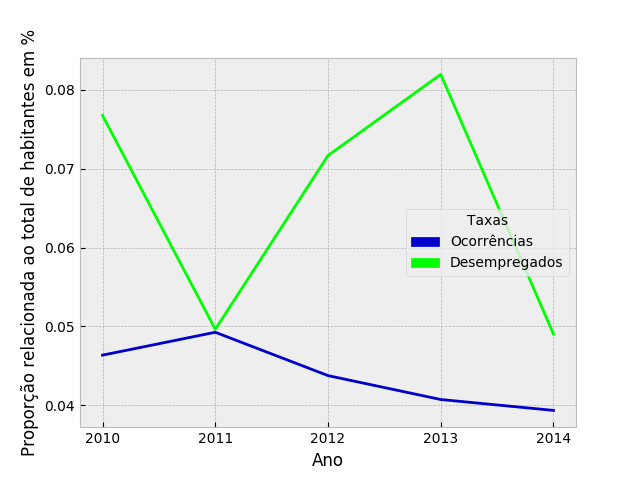 Proporção relacionada ao total de habitantes em %
0.08
0.07
0.06
0.05
0.04
Taxas
Ocorrências
Desempregados
2010 2011 2012 2013 2014
Ano